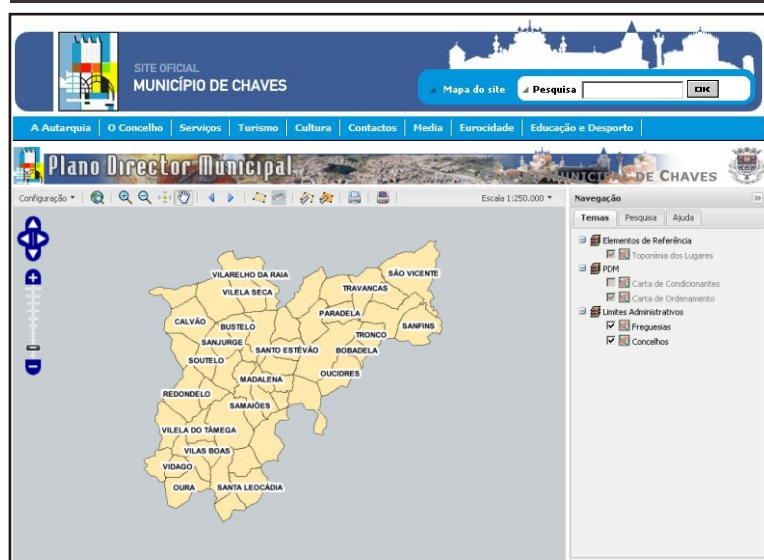 SITE OFICIAL
MUNICÍPIO DE CHAVES
Mapa do site
Pesquisa
OK
A Autarquia
O Concelho
Serviços
Turismo
Cultura
Contactos
Media
Eurocidade
Educação e Desporto
Plano Director Municipal
MUNICIPAL DE CHAVES
Configuração
Escala 1:250.000
Navegação
Temas
Pesquisa
Ajuda
Elementos de Referência
Toponímia dos Lugares
PDM
Carta de Condicionantes
Carta de Ordenamento
Limites Administrativos
Freguesias
Concelhos
VILARELHO DA RAIA
SÃO VICENTE
VILELA SECA
TRAVANCAS
CALVÃO
PARADELA
BUSTELO
SANFINS
TRONCO
SANJURGE
SANTO ESTÊVÃO
BOBADELA
SOUTELO
OUCIDRES
MADALENA
REDONDELO
SAMAIÕES
VILELA DO TÂMEGA
VILAS BOAS
VIDAGO
OURA
SANTA LEOCÁDIA